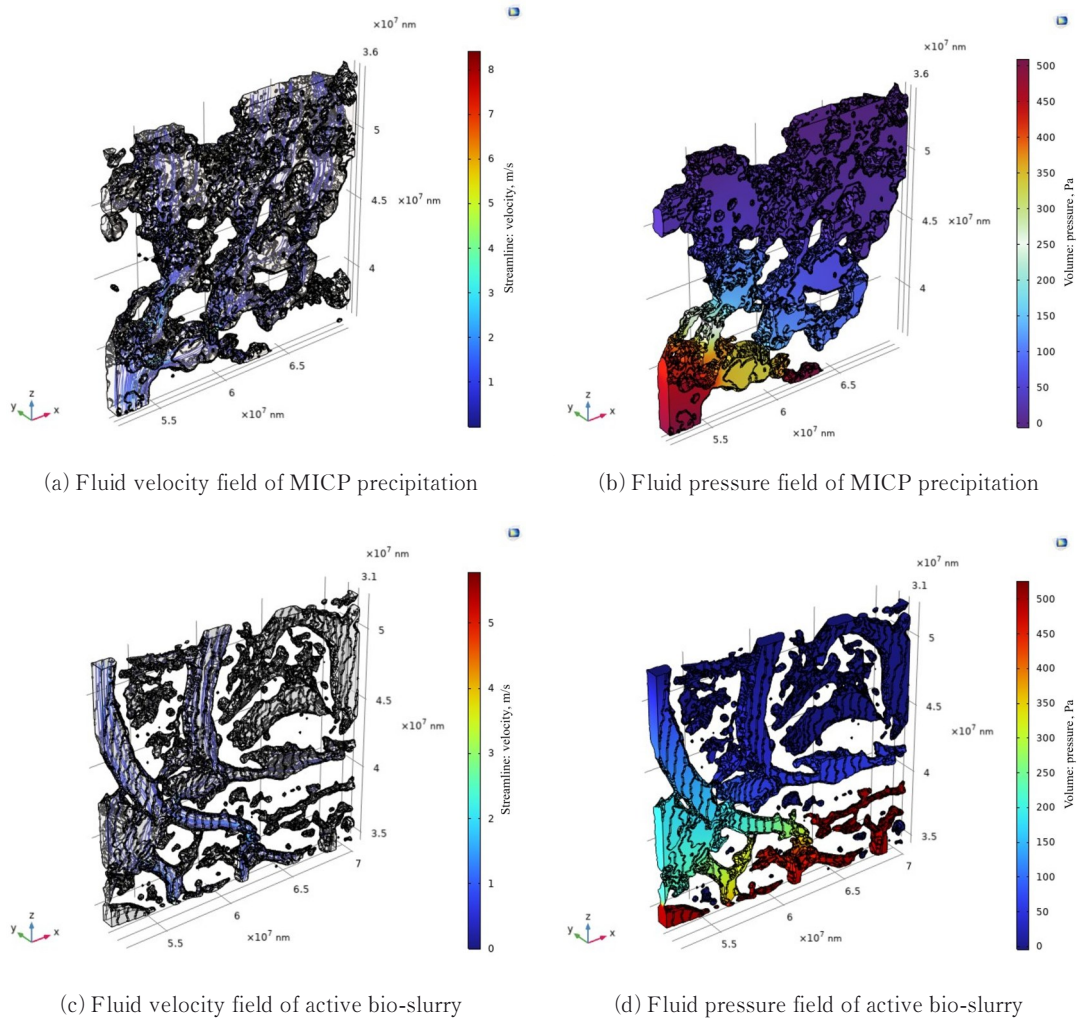 ×10⁷ nm
3.6
8
7
6
5
4
3
2
1
Streamline: velocity, m/s
5
4.5
×10⁷ nm
4
6.5
6
5.5
×10⁷ nm
z
y
x
(a) Fluid velocity field of MICP precipitation
×10⁷ nm
3.6
500
450
400
350
300
250
200
150
100
50
0
Volume: pressure, Pa
5
4.5
×10⁷ nm
4
6.5
6
5.5
×10⁷ nm
z
y
x
(b) Fluid pressure field of MICP precipitation
×10⁷ nm
3.1
5
4
3
2
1
0
Streamline: velocity, m/s
5
4.5
×10⁷ nm
4
3.5
7
6.5
6
5.5
×10⁷ nm
z
y
x
(c) Fluid velocity field of active bio-slurry
×10⁷ nm
3.1
500
450
400
350
300
250
200
150
100
50
0
Volume: pressure, Pa
5
4.5
×10⁷ nm
4
3.5
7
6.5
6
5.5
×10⁷ nm
z
y
x
(d) Fluid pressure field of active bio-slurry